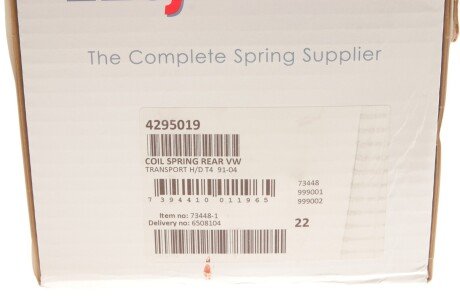 The Complete Spring Supplier
4295019
COIL SPRING REAR VW
TRANSPORT H/D T4 91-04
73448
999001
999002
7 394410 011965
Item no: 73448-1
Delivery no: 6508104
22